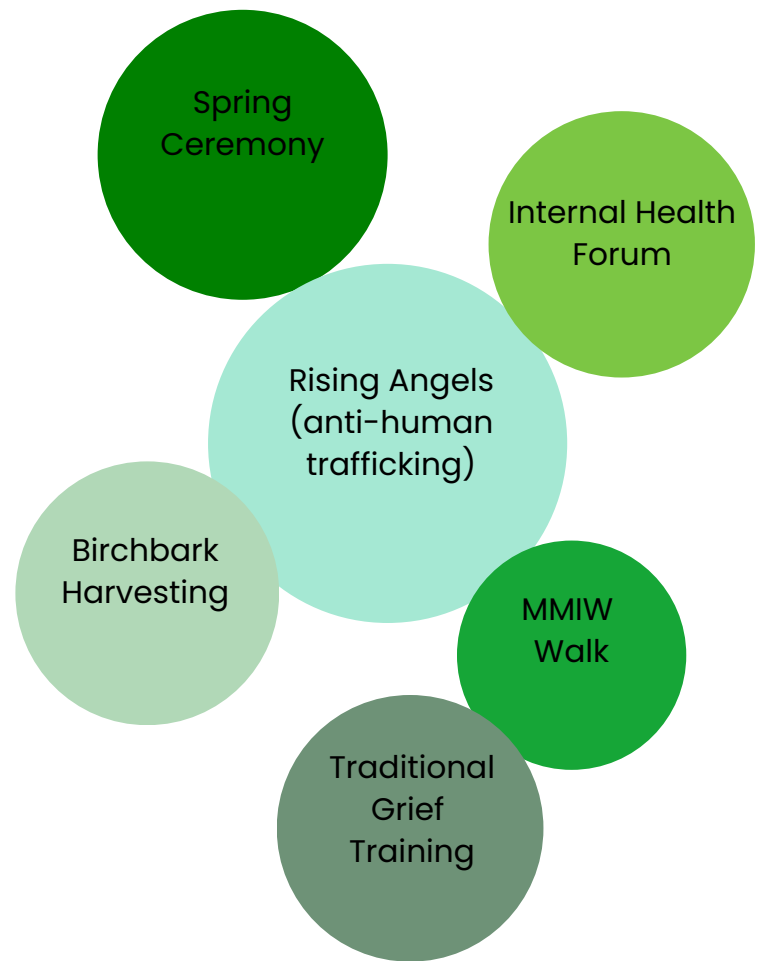 Spring
Ceremony
Internal Health
Forum
Rising Angels
(anti-human
trafficking)
Birchbark
Harvesting
MMIW
Walk
Traditional
Grief
Training